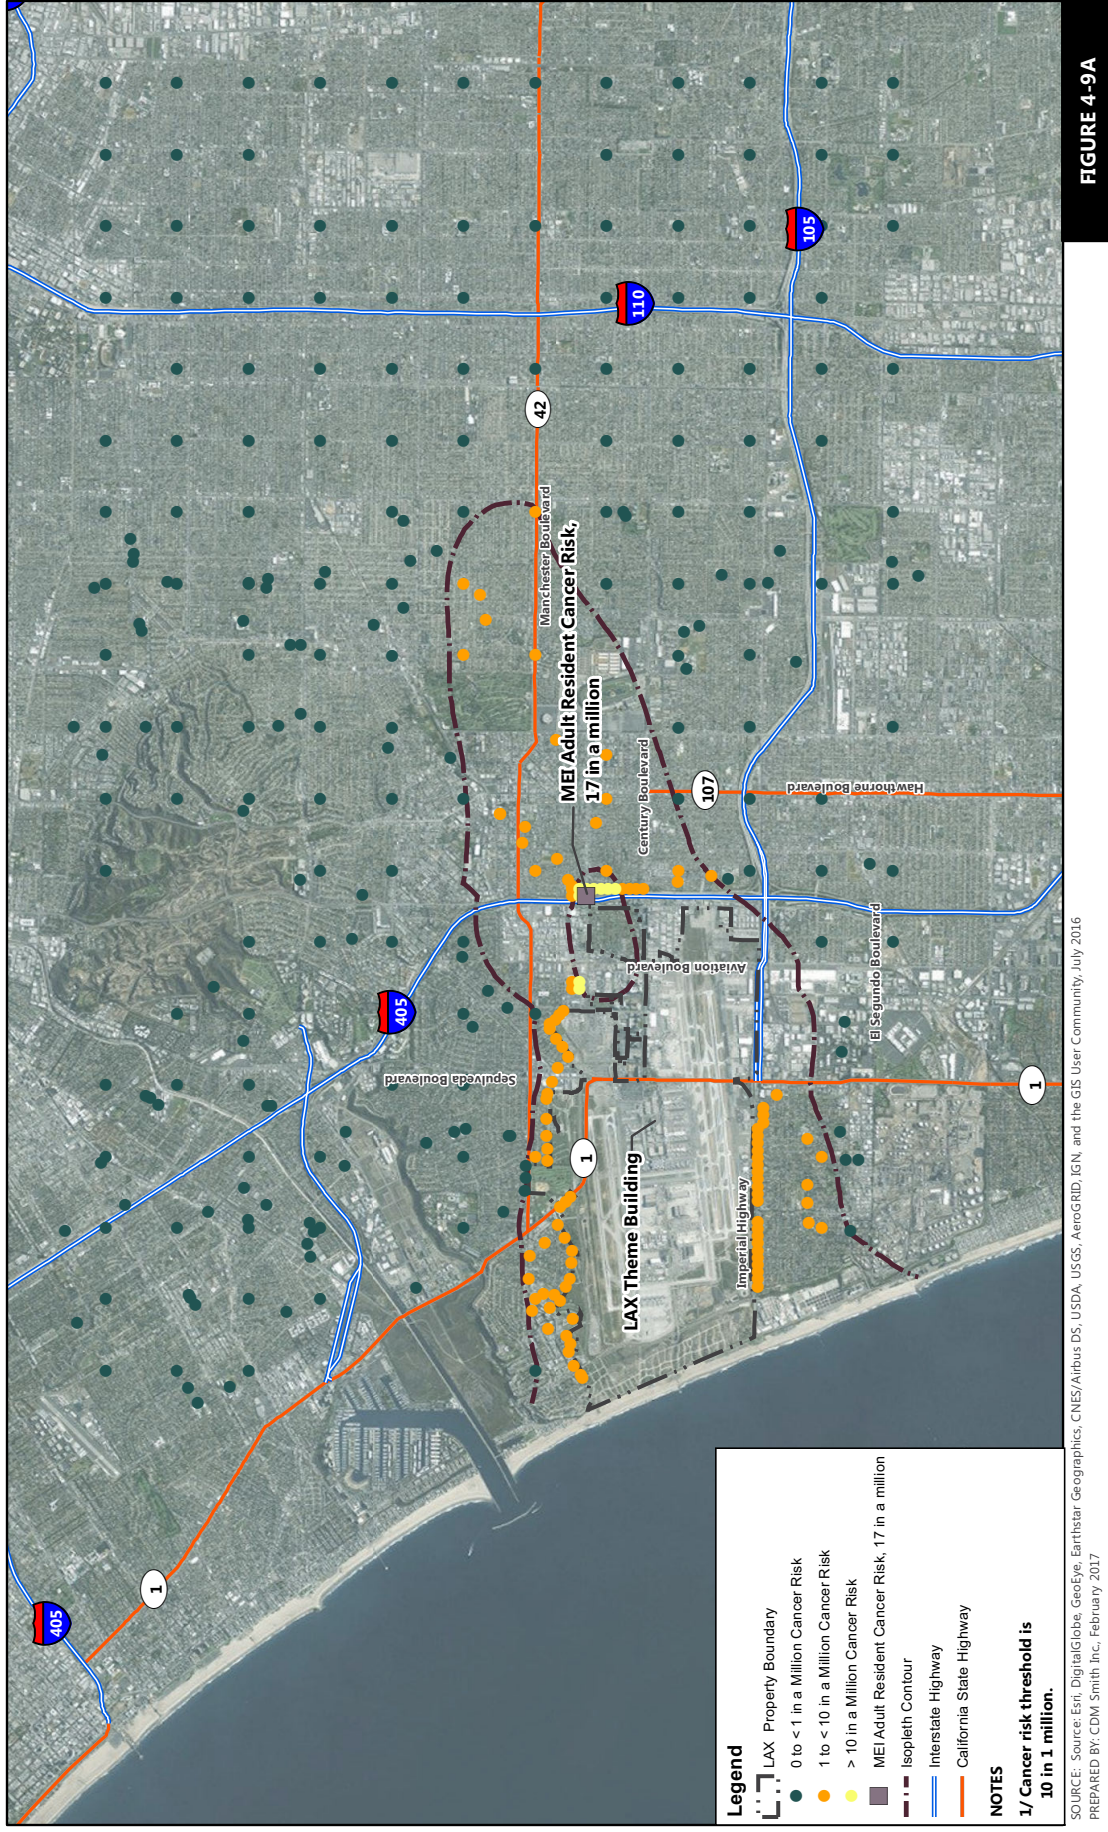 FIGURE 4-9A
405
1
405
Sepulveda Boulevard
110
105
42
Manchester Boulevard
MEI Adult Resident Cancer Risk,
17 in a million
Century Boulevard
107
Hawthorne Boulevard
Aviation Boulevard
El Segundo Boulevard
1
1
LAX Theme Building
Imperial Highway
Legend
LAX Property Boundary
0 to < 1 in a Million Cancer Risk
1 to < 10 in a Million Cancer Risk
> 10 in a Million Cancer Risk
MEI Adult Resident Cancer Risk, 17 in a million
Isopleth Contour
Interstate Highway
California State Highway
NOTES
1/ Cancer risk threshold is
10 in 1 million.
SOURCE: Source: Esri, DigitalGlobe, GeoEye, Earthstar Geographics, CNES/Airbus DS, USDA, USGS, AeroGRID, IGN, and the GIS User Community, July 2016
PREPARED BY: CDM Smith Inc., February 2017